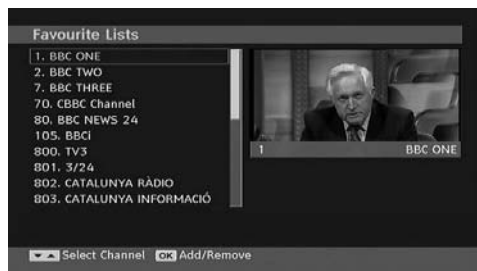 Favourite Lists
1. BBC ONE
2. BBC TWO
7. BBC THREE
70. CBBC Channel
80. BBC NEWS 24
105. BBCi
800. TV3
801. 3/24
802. CATALUNYA RÀDIO
803. CATALUNYA INFORMACIÓ
1 BBC ONE
Select Channel OK Add/Remove